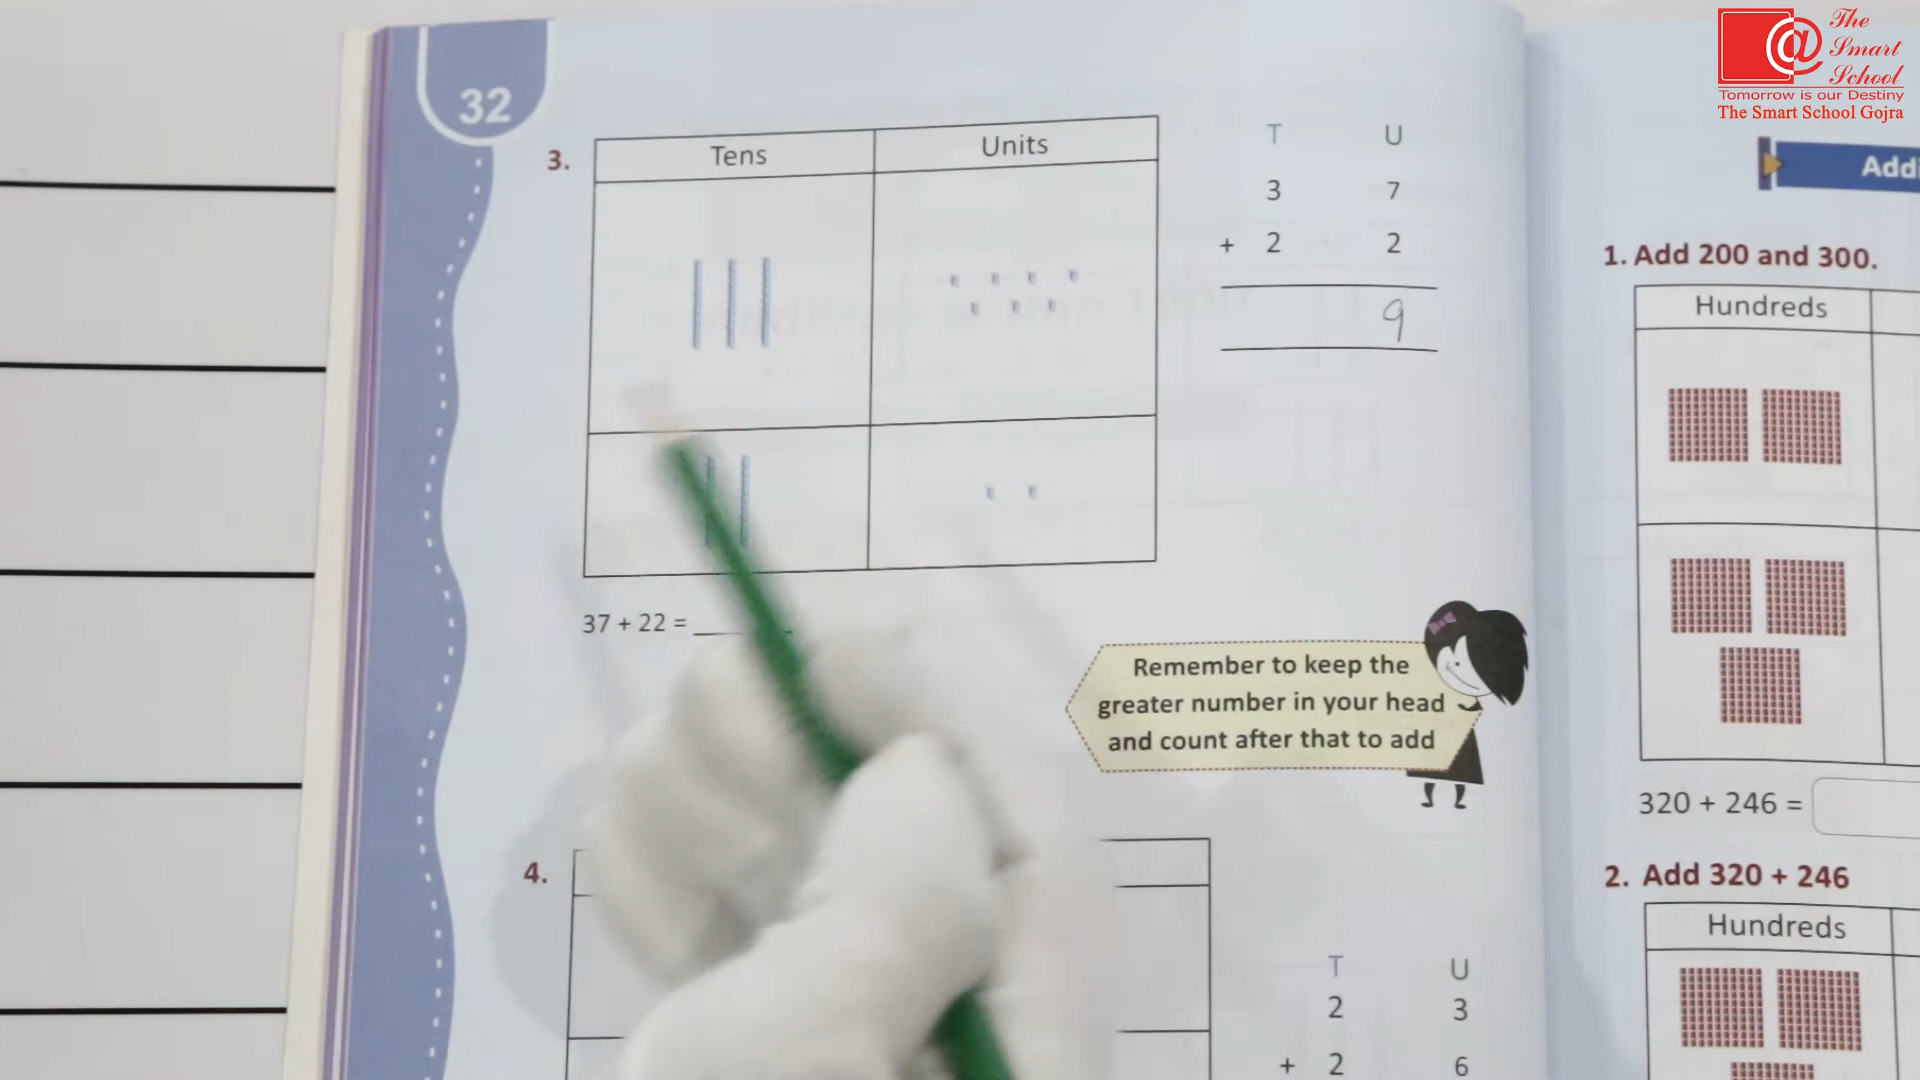 The
Smart
School
Tomorrow is our Destiny
The Smart School Gojra
32
3.
Tens Units
T U
3 7
+ 2 2
9
37 + 22 = ____
Remember to keep the
greater number in your head
and count after that to add
4.
T U
2 3
+ 2 6
1. Add 200 and 300.
Hundreds
320 + 246 =
2. Add 320 + 246
Hundreds